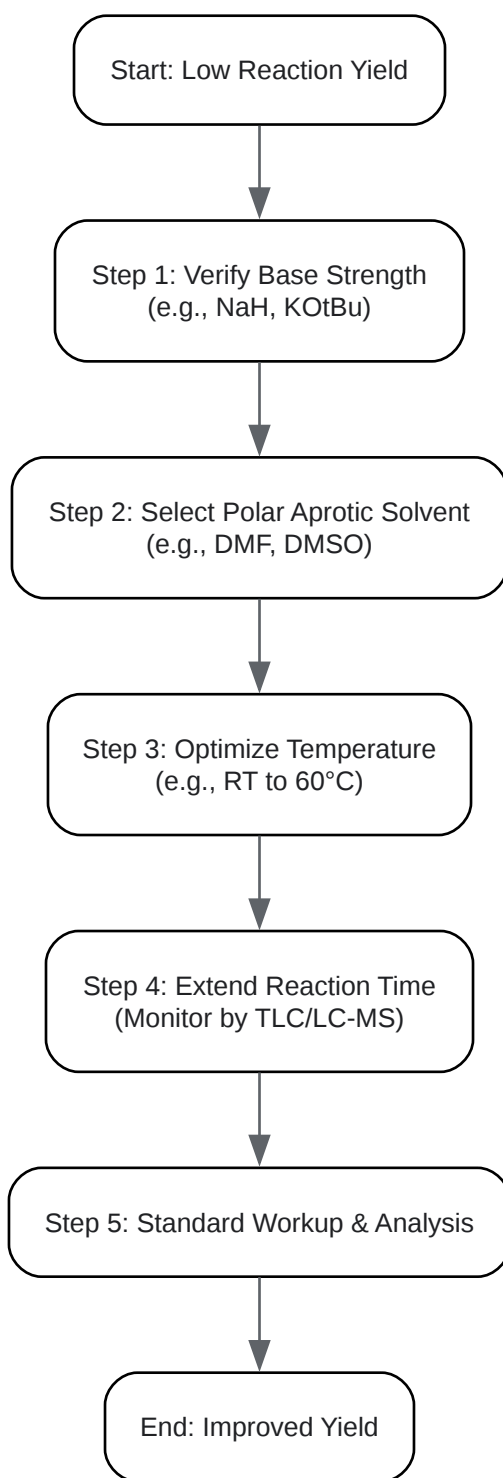 Start: Low Reaction Yield
Step 1: Verify Base Strength
(e.g., NaH, KOtBu)
Step 2: Select Polar Aprotic Solvent
(e.g., DMF, DMSO)
Step 3: Optimize Temperature
(e.g., RT to 60°C)
Step 4: Extend Reaction Time
(Monitor by TLC/LC-MS)
Step 5: Standard Workup & Analysis
End: Improved Yield